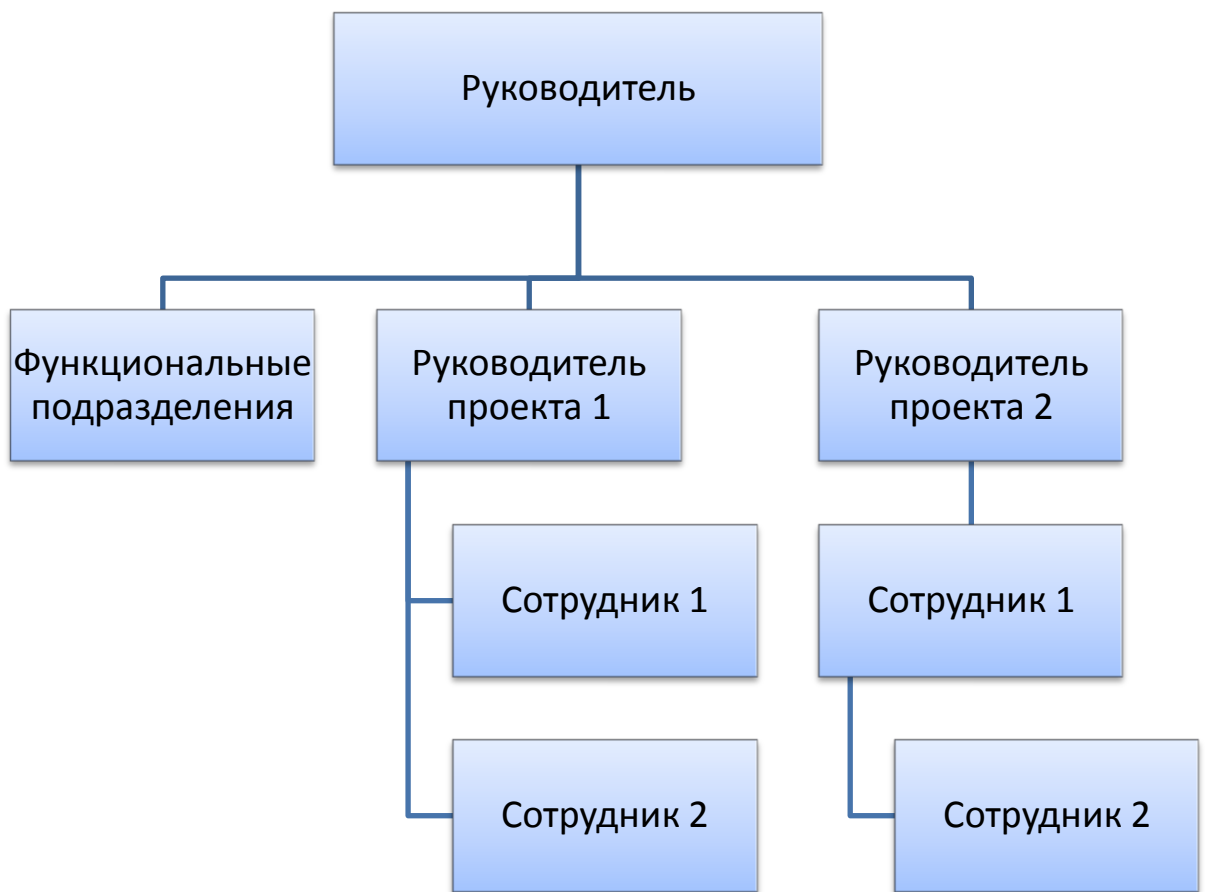 Руководитель
Функциональные
подразделения
Руководитель
проекта 1
Руководитель
проекта 2
Сотрудник 1
Сотрудник 1
Сотрудник 2
Сотрудник 2